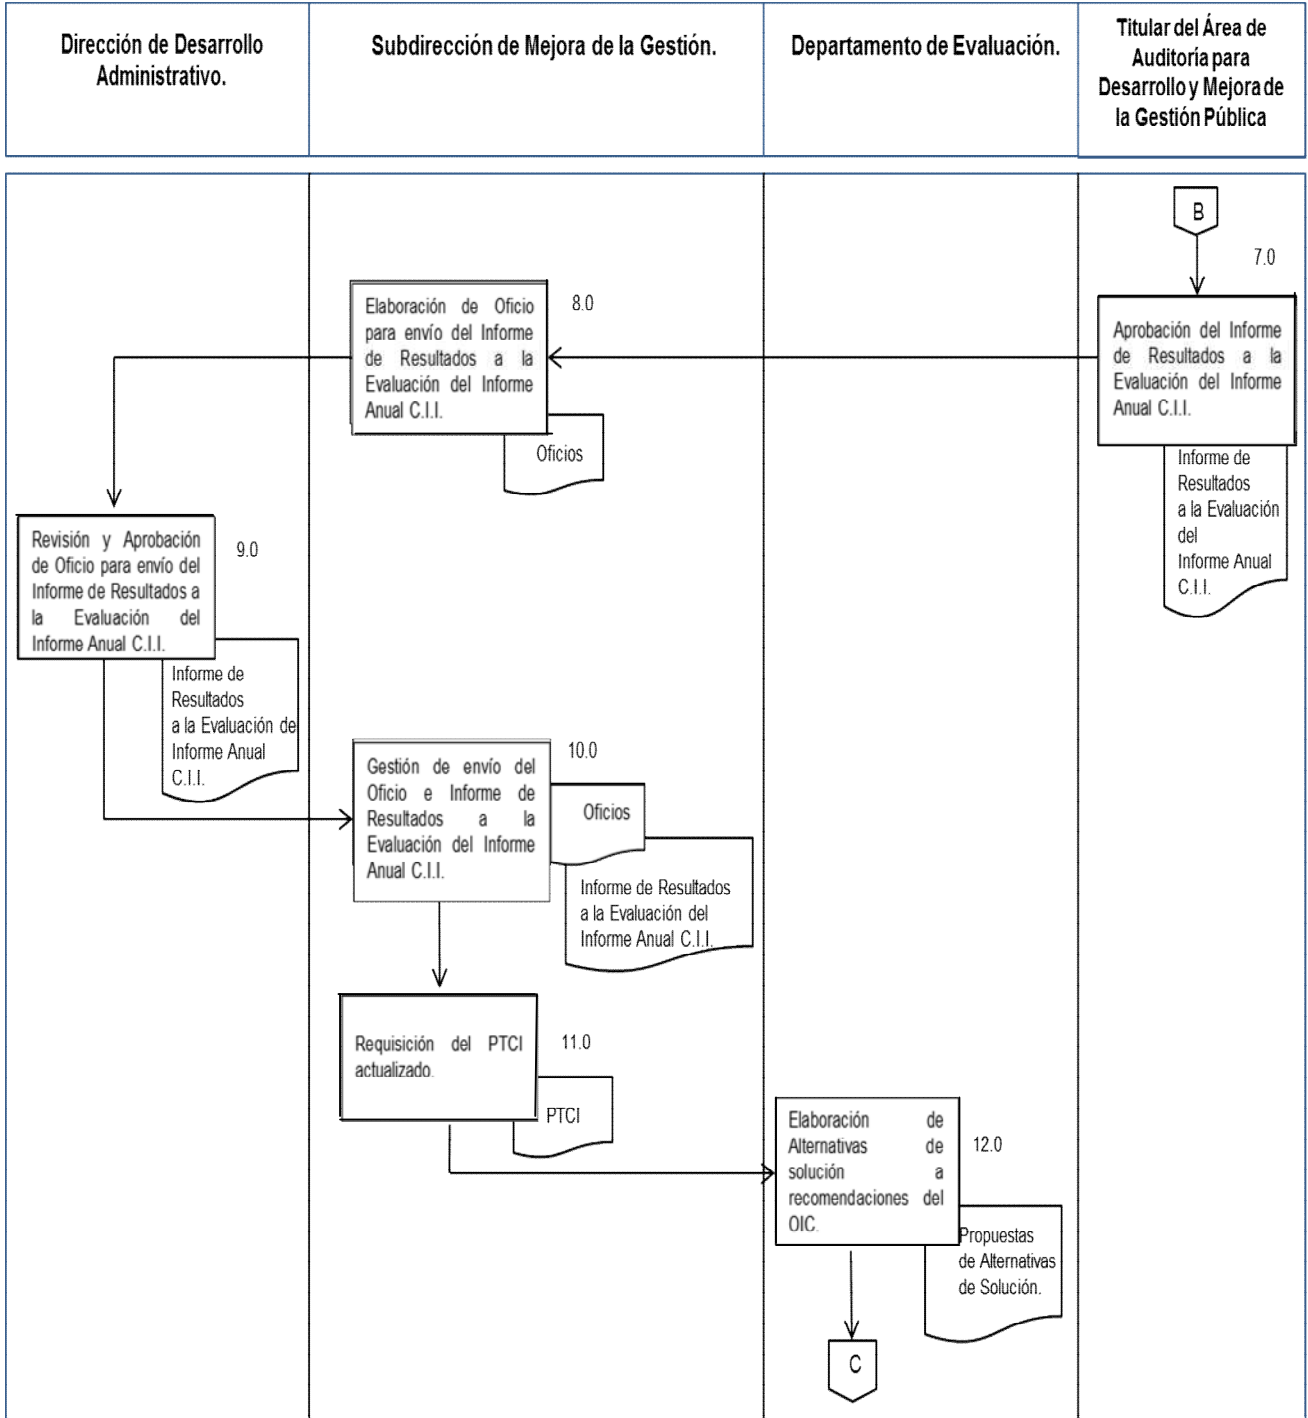 Dirección de Desarrollo
Administrativo.
Subdirección de Mejora de la Gestión.
Departamento de Evaluación.
Titular del Área de
Auditoría para
Desarrollo y Mejora de
la Gestión Pública
B
7.0
Aprobación del Informe
de Resultados a la
Evaluación del Informe
Anual C.I.I.
Informe de
Resultados
a la Evaluación
del
Informe Anual
C.I.I.
8.0
Elaboración de Oficio
para envío del Informe
de Resultados a la
Evaluación del Informe
Anual C.I.I.
Oficios
9.0
Revisión y Aprobación
de Oficio para envío del
Informe de Resultados a
la Evaluación del
Informe Anual C.I.I.
Informe de
Resultados
a la Evaluación de
Informe Anual
C.I.I.
10.0
Gestión de envío del
Oficio e Informe de
Resultados a la
Evaluación del Informe
Anual C.I.I.
Oficios
Informe de Resultados
a la Evaluación del
Informe Anual C.I.I.
11.0
Requisición del PTCI
actualizado.
PTCI
12.0
Elaboración de
Alternativas de
solución a
recomendaciones del
OIC.
Propuestas
de Alternativas
de Solución.
C